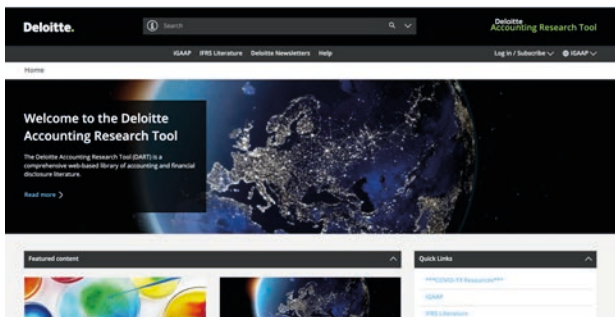 Deloitte.
Search
Deloitte
Accounting Research Tool
iGAAP IFRS Literature Deloitte Newsletters Help
Log in / Subscribe iGAAP
Home
Welcome to the Deloitte
Accounting Research Tool
The Deloitte Accounting Research Tool (DART) is a
comprehensive web-based library of accounting and financial
disclosure literature.
Read more
Featured content
Quick Links
***COVID-19 Resources***
iGAAP
IFRS Literature